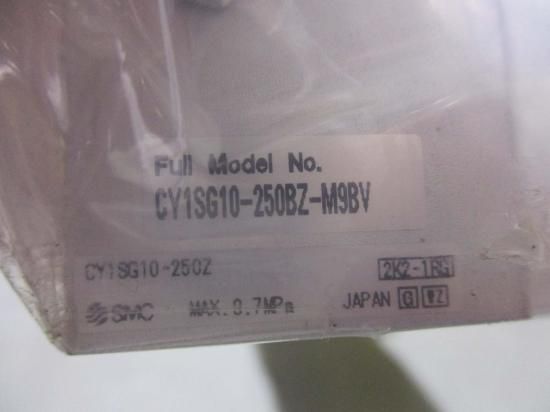 Full Model No.
CY1SG10-250BZ-M9BV
CY1SG10-250Z 2K2-1RG
SMC MAX. 0.7MPa JAPAN G